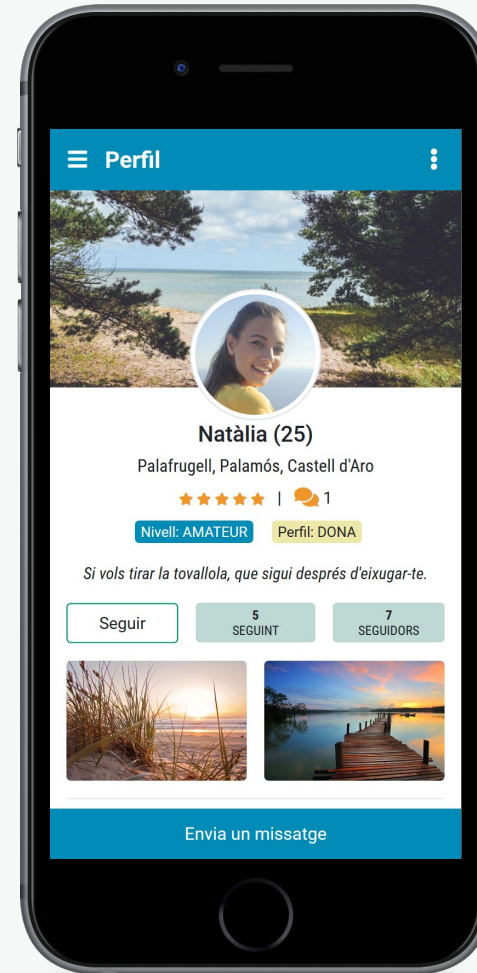 Perfil
Natàlia (25)
Palafrugell, Palamós, Castell d'Aro
| 1
Nivell: AMATEUR Perfil: DONA
Si vols tirar la tovallola, que sigui després d'eixugar-te.
Seguir
5
SEGUINT
7
SEGUIDORS
Envia un missatge